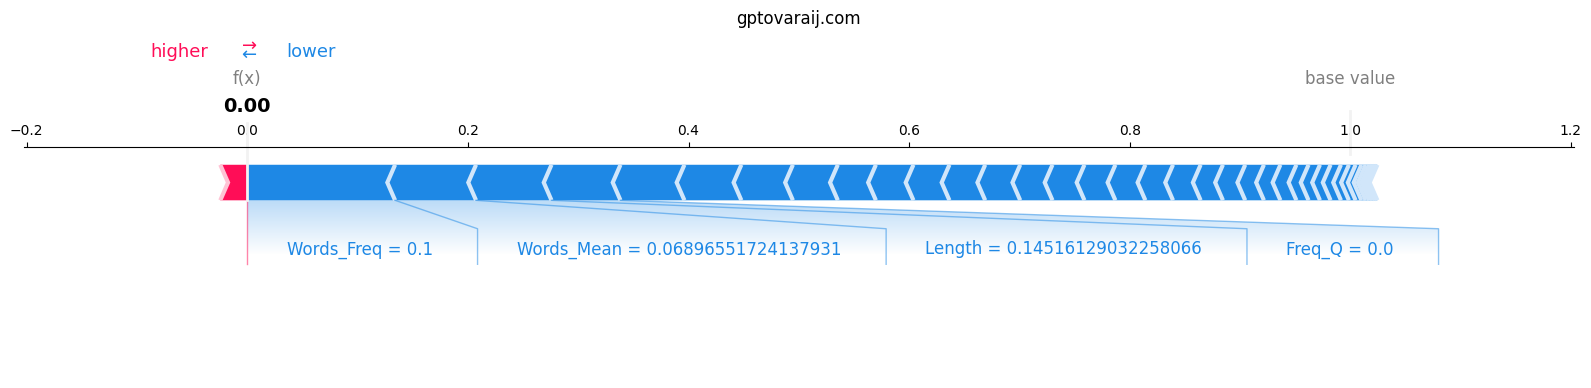 gptovaraij.com
higher ⇄ lower
f(x) base value
0.00
−0.2 0 0 0.2 0.4 0.6 0.8 1 0 1.2
Words_Freq = 0.1 Words_Mean = 0.06896551724137931 Length = 0.14516129032258066 Freq_Q = 0.0